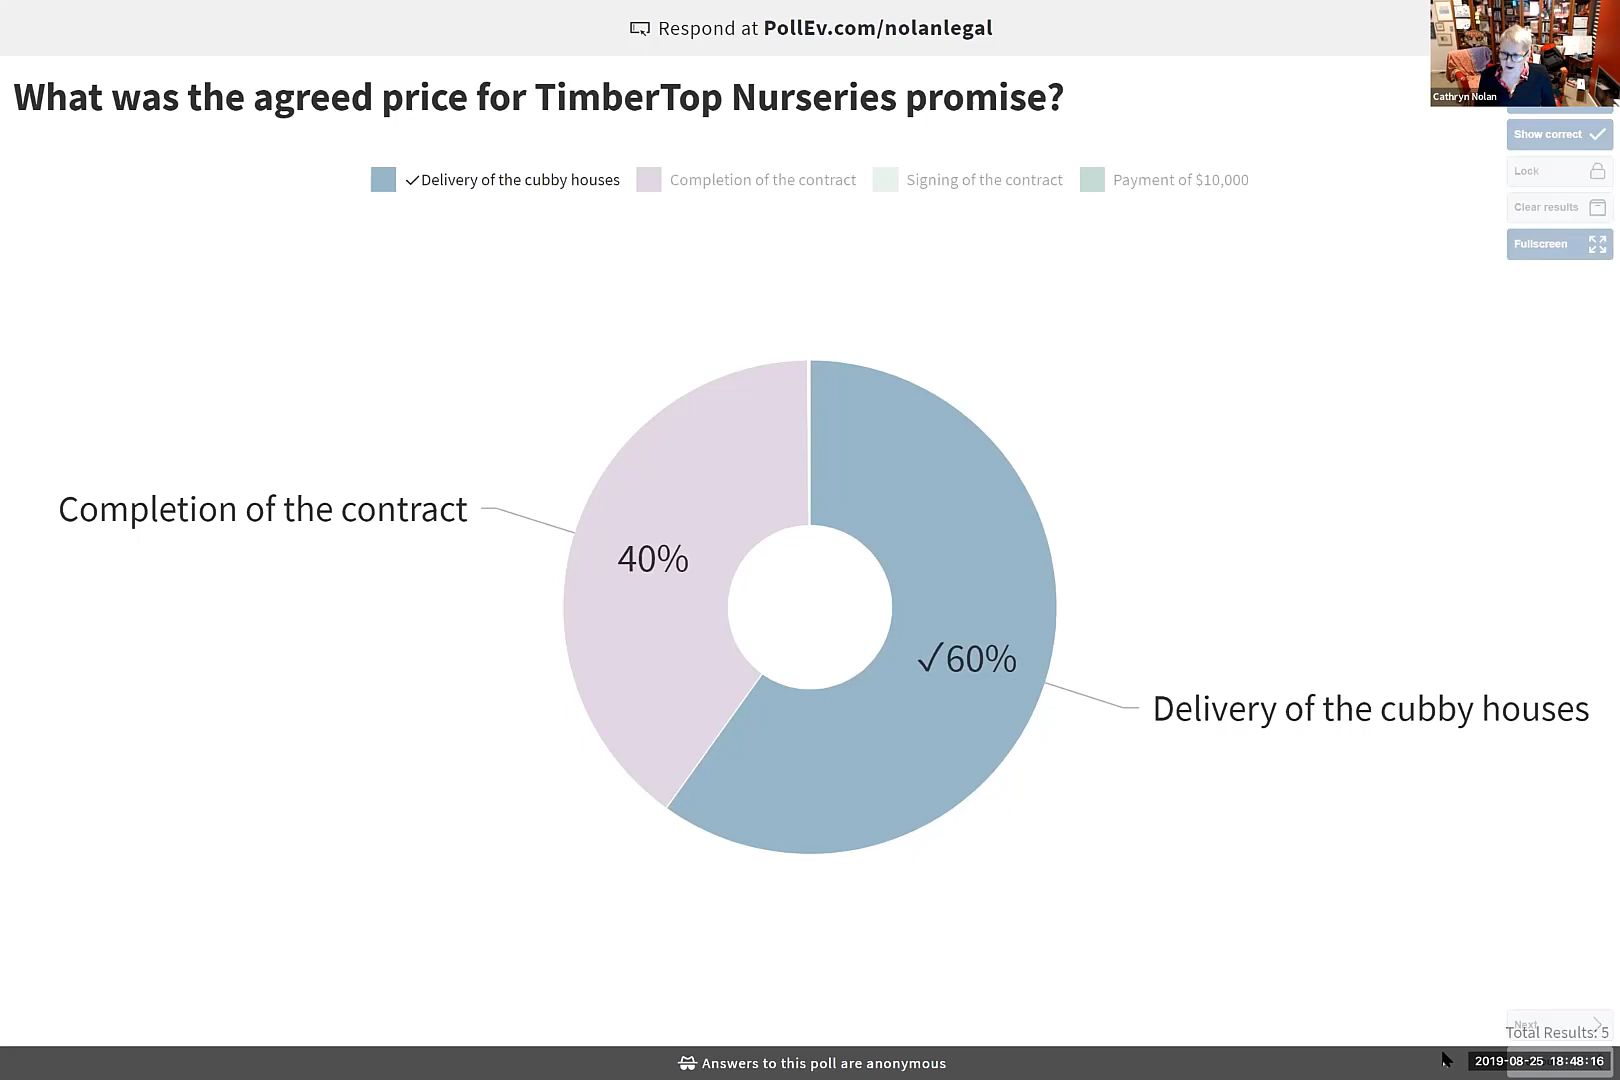 Respond at PollEv.com/nolanlegal
Cathryn Nolan
What was the agreed price for TimberTop Nurseries promise?
Show correct
Lock
Clear results
Fullscreen
✓Delivery of the cubby houses
Completion of the contract
Signing of the contract
Payment of $10,000
Completion of the contract
40%
✓60%
Delivery of the cubby houses
Next
Total Results: 5
Answers to this poll are anonymous
2019-08-25 18:48:16